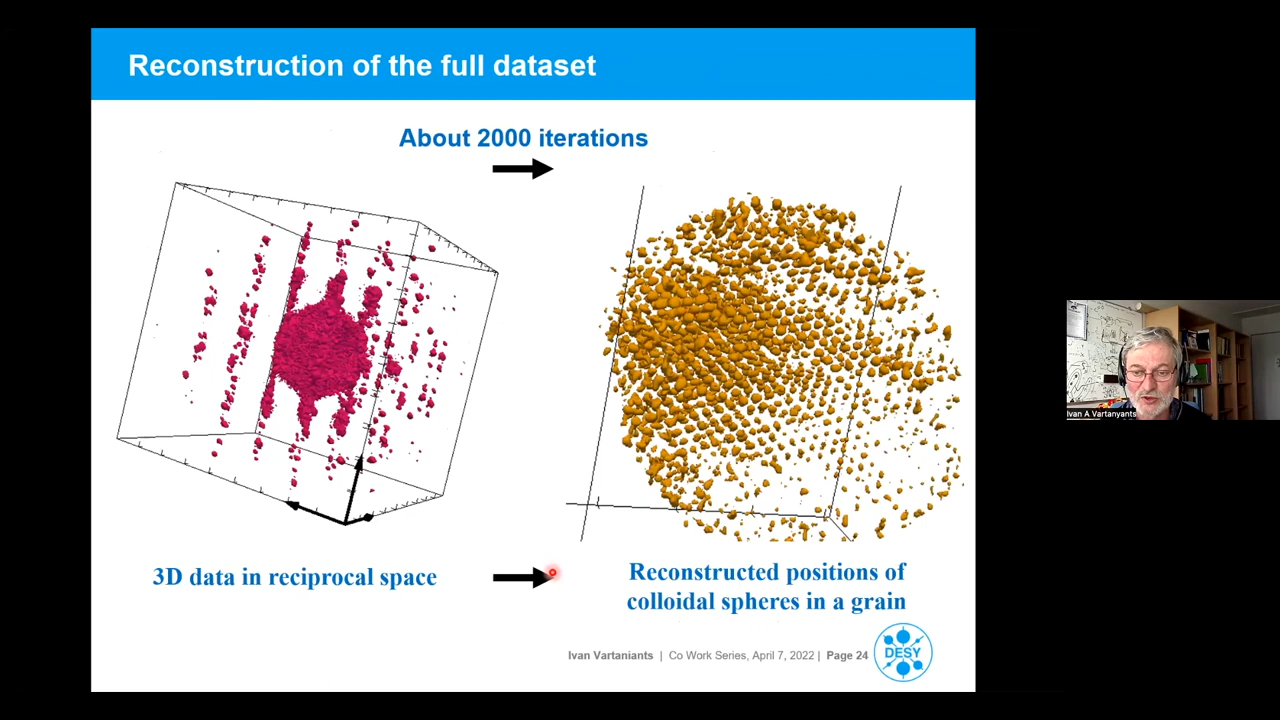 Reconstruction of the full dataset
About 2000 iterations
3D data in reciprocal space
Reconstructed positions of
colloidal spheres in a grain
Ivan Vartaniants | Co Work Series, April 7, 2022 | Page 24
DESY
Ivan A Vartanyants